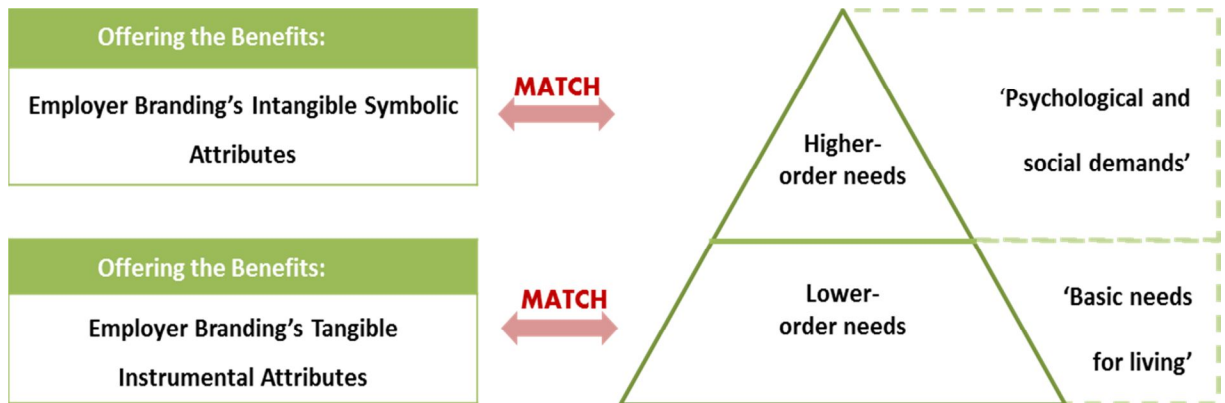 Offering the Benefits:
Employer Branding’s Intangible Symbolic
Attributes
MATCH
Higher-
order needs
‘Psychological and
social demands’
Offering the Benefits:
Employer Branding’s Tangible
Instrumental Attributes
MATCH
Lower-
order needs
‘Basic needs
for living’